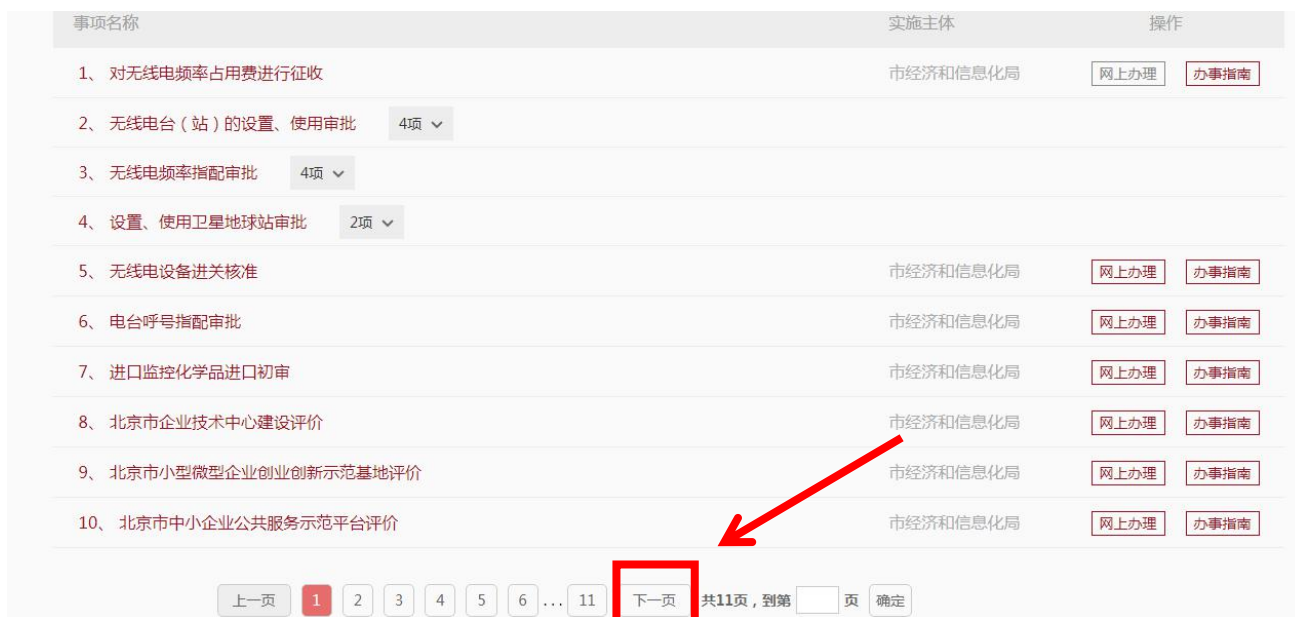 事项名称 实施主体 操作
1、 对无线电频率占用费进行征收 市经济和信息化局 网上办理 办事指南
2、 无线电台（站）的设置、使用审批 4项
3、 无线电频率指配审批 4项
4、 设置、使用卫星地球站审批 2项
5、 无线电设备进关核准 市经济和信息化局 网上办理 办事指南
6、 电台呼号指配审批 市经济和信息化局 网上办理 办事指南
7、 进口监控化学品进口初审 市经济和信息化局 网上办理 办事指南
8、 北京市企业技术中心建设评价 市经济和信息化局 网上办理 办事指南
9、 北京市小型微型企业创业创新示范基地评价 市经济和信息化局 网上办理 办事指南
10、 北京市中小企业公共服务示范平台评价 市经济和信息化局 网上办理 办事指南
上一页 1 2 3 4 5 6 ... 11 下一页 共11页，到第 页 确定